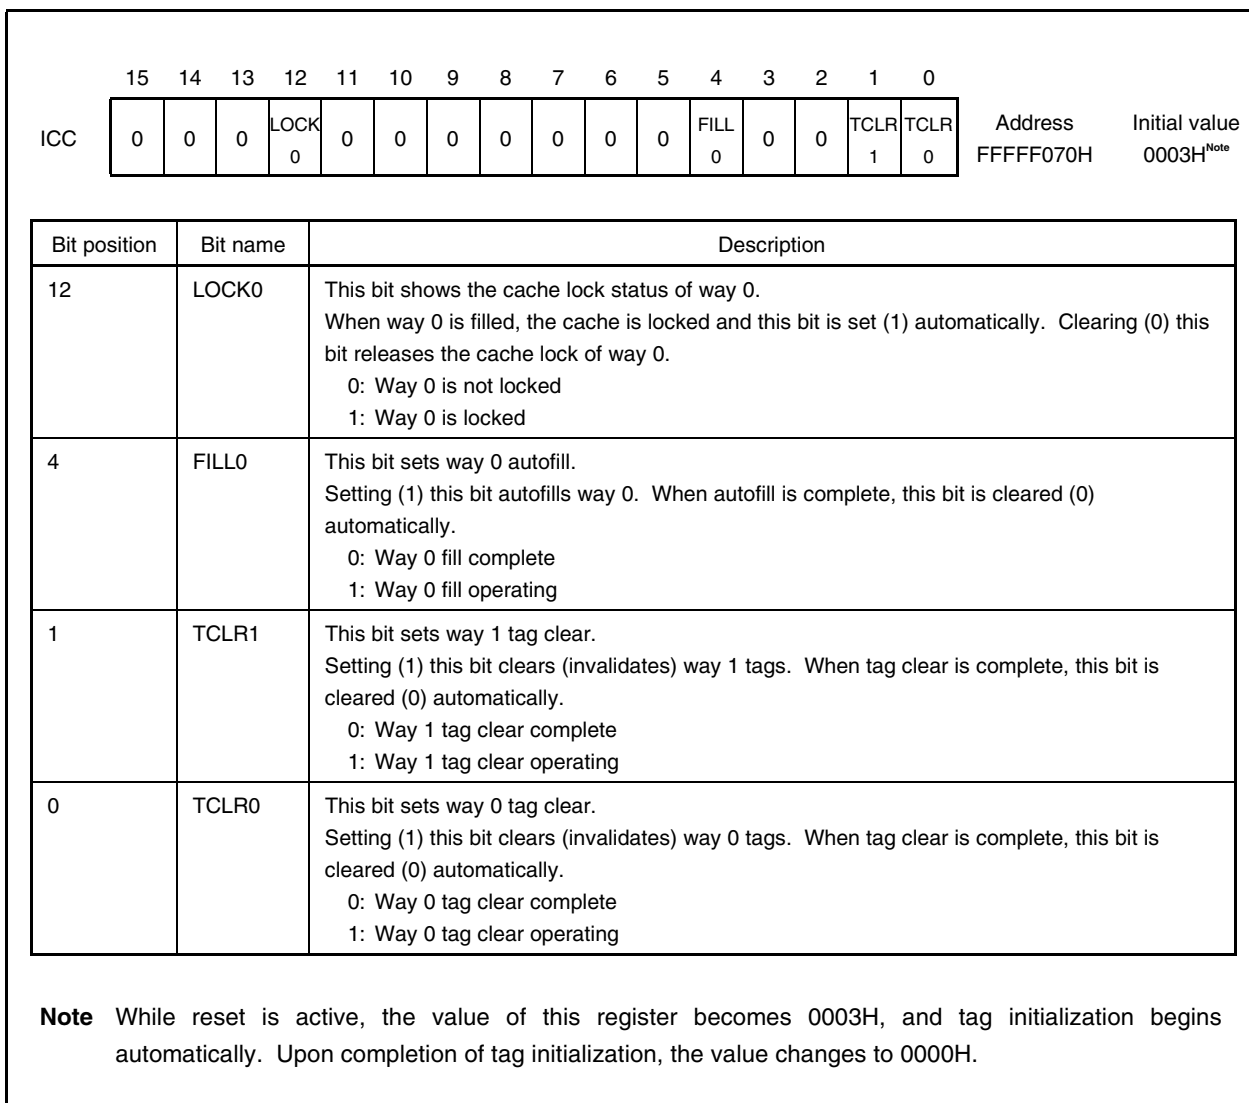 15 14 13 12 11 10 9 8 7 6 5 4 3 2 1 0
ICC 0 0 0 LOCK0 0 0 0 0 0 0 0 FILL0 0 0 TCLR1 TCLR0 Address Initial value
FFFFF070H 0003H Note
Bit position Bit name Description
12 LOCK0 This bit shows the cache lock status of way 0.
When way 0 is filled, the cache is locked and this bit is set (1) automatically. Clearing (0) this
bit releases the cache lock of way 0.
0: Way 0 is not locked
1: Way 0 is locked
4 FILL0 This bit sets way 0 autofill.
Setting (1) this bit autofills way 0. When autofill is complete, this bit is cleared (0)
automatically.
0: Way 0 fill complete
1: Way 0 fill operating
1 TCLR1 This bit sets way 1 tag clear.
Setting (1) this bit clears (invalidates) way 1 tags. When tag clear is complete, this bit is
cleared (0) automatically.
0: Way 1 tag clear complete
1: Way 1 tag clear operating
0 TCLR0 This bit sets way 0 tag clear.
Setting (1) this bit clears (invalidates) way 0 tags. When tag clear is complete, this bit is
cleared (0) automatically.
0: Way 0 tag clear complete
1: Way 0 tag clear operating
Note While reset is active, the value of this register becomes 0003H, and tag initialization begins
automatically. Upon completion of tag initialization, the value changes to 0000H.